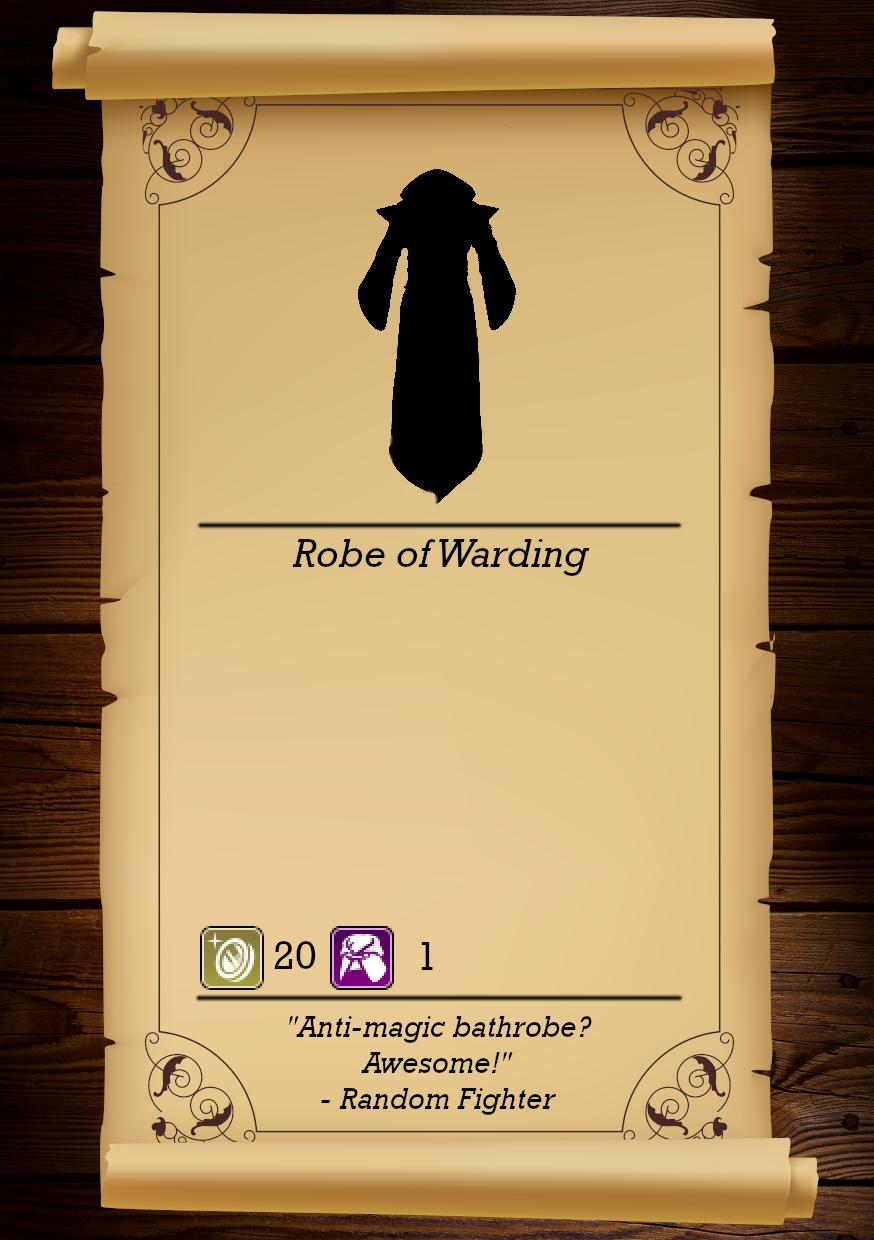 Robe of Warding
20 1
"Anti-magic bathrobe?
Awesome!"
- Random Fighter